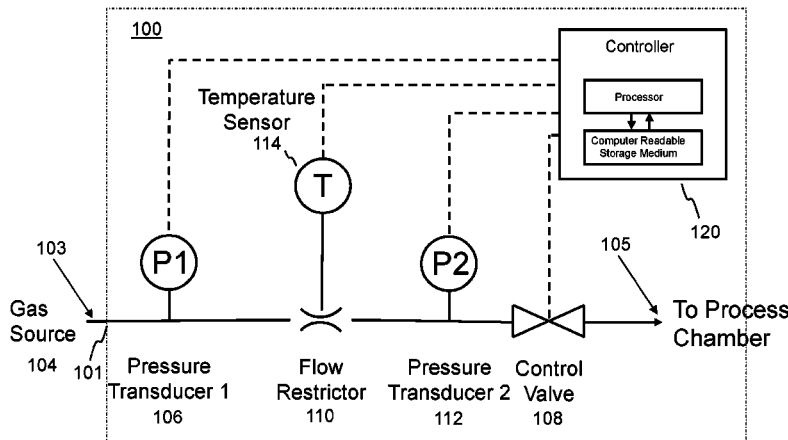 100
Controller
Processor
Computer Readable
Storage Medium
120
Temperature
Sensor
114
T
P1
P2
103
105
Gas
Source
104
101
To Process
Chamber
Pressure
Transducer 1
106
Flow
Restrictor
110
Pressure
Transducer 2
112
Control
Valve
108